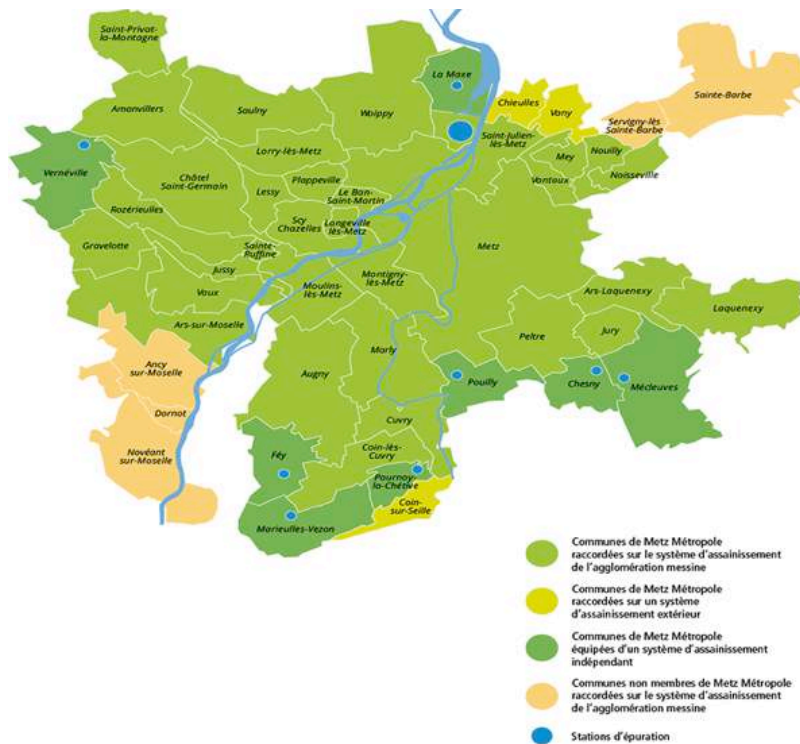 Saint-Privat-
la-Montagne
La Maxe
Sainte-Barbe
Amanvillers
Saulny
Woippy
Chieulles
Vany
Servigny-lès
Sainte-Barbe
Saint-Julien-
lès-Metz
Lorry-lès-Metz
Mey
Nouilly
Vernéville
Châtel
Saint-Germain
Plappeville
Vantoux
Noisseville
Lessy
Le Ban-
Saint-Martin
Rozérieulles
Scy
Chazelles
Longeville
lès-Metz
Gravelotte
Sainte-
Ruffine
Metz
Jussy
Vaux
Moulins-
lès-Metz
Montigny-
lès-Metz
Ars-Laquenexy
Laquenexy
Ars-sur-Moselle
Peltre
Jury
Ancy
sur-Moselle
Augny
Marly
Pouilly
Chesny
Mécleuves
Dornot
Cuvry
Novéant
sur-Moselle
Féy
Coin-lès-
Cuvry
Pournoy-
la-Chétive
Coin-
sur-Seille
Marieulles-Vezon
Communes de Metz Métropole
raccordées sur le système d'assainissement
de l'agglomération messine
Communes de Metz Métropole
raccordées sur un système
d'assainissement extérieur
Communes de Metz Métropole
équipées d'un système d'assainissement
indépendant
Communes non membres de Metz Métropole
raccordées sur le système d'assainissement
de l'agglomération messine
Stations d'épuration